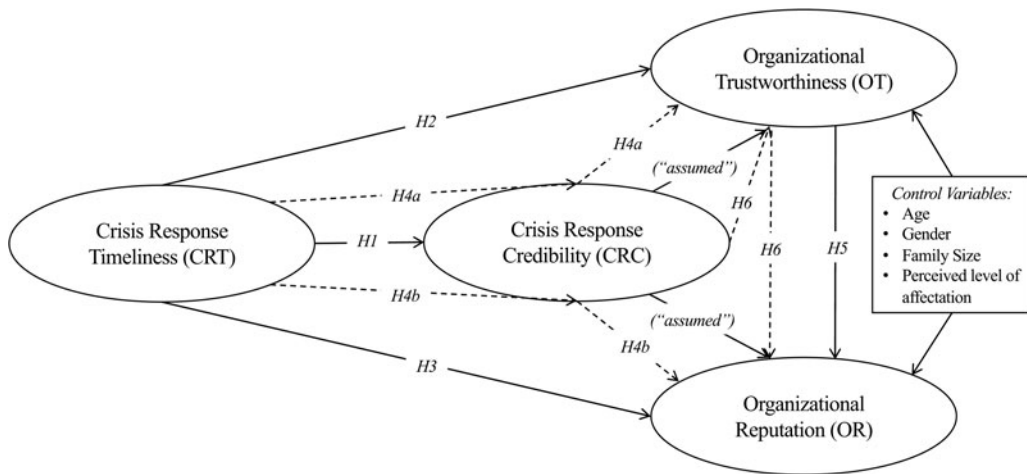 Organizational
Trustworthiness (OT)
H2
H4a
("assumed")
H4a
H6
Control Variables:
• Age
• Gender
• Family Size
• Perceived level of
affectation
Crisis Response
Timeliness (CRT)
H1
Crisis Response
Credibility (CRC)
H6
H5
H4b
("assumed")
H4b
H3
Organizational
Reputation (OR)